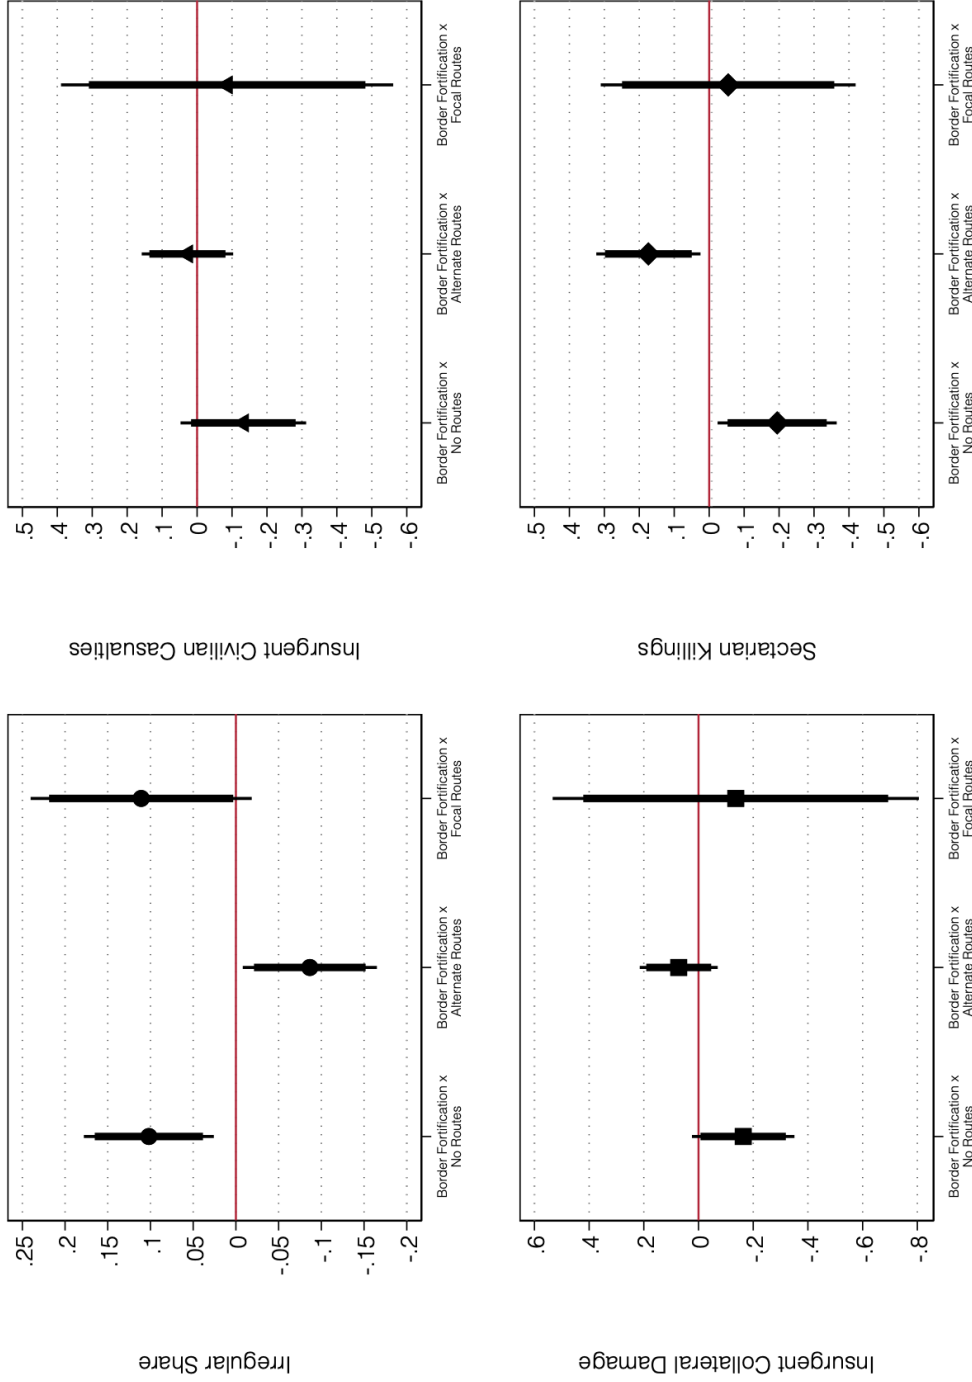 Irregular Share
.25
.2
.15
.1
.05
0
-.05
-.1
-.15
-.2
Border Fortification x
No Routes
Border Fortification x
Alternate Routes
Border Fortification x
Focal Routes
Insurgent Civilian Casualties
.5
.4
.3
.2
.1
0
-.1
-.2
-.3
-.4
-.5
-.6
Border Fortification x
No Routes
Border Fortification x
Alternate Routes
Border Fortification x
Focal Routes
Insurgent Collateral Damage
.6
.4
.2
0
-.2
-.4
-.6
-.8
Border Fortification x
No Routes
Border Fortification x
Alternate Routes
Border Fortification x
Focal Routes
Sectarian Killings
.5
.4
.3
.2
.1
0
-.1
-.2
-.3
-.4
-.5
-.6
Border Fortification x
No Routes
Border Fortification x
Alternate Routes
Border Fortification x
Focal Routes